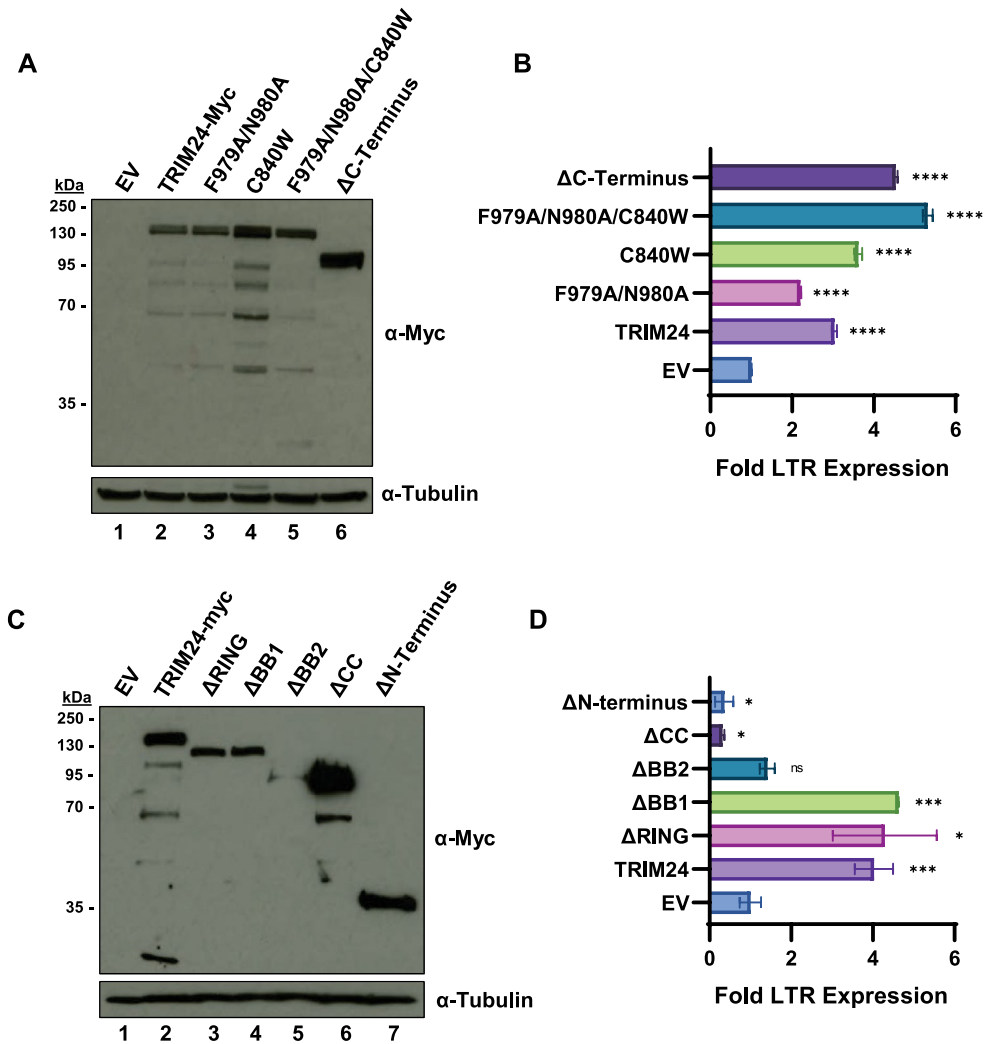 A
EV
TRIM24-Myc
F979A/N980A
C840W
F979A/N980A/C840W
ΔC-Terminus
kDa
250 -
130 -
95 -
70 -
35 -
α-Myc
α-Tubulin
1 2 3 4 5 6
B
ΔC-Terminus ****
F979A/N980A/C840W ****
C840W ****
F979A/N980A ****
TRIM24 ****
EV
0 2 4 6
Fold LTR Expression
C
EV
TRIM24-myc
ΔRING
ΔBB1
ΔBB2
ΔCC
ΔN-Terminus
kDa
250 -
130 -
95 -
70 -
35 -
α-Myc
α-Tubulin
1 2 3 4 5 6 7
D
ΔN-terminus *
ΔCC *
ΔBB2 ns
ΔBB1 ***
ΔRING *
TRIM24 ***
EV
0 2 4 6
Fold LTR Expression